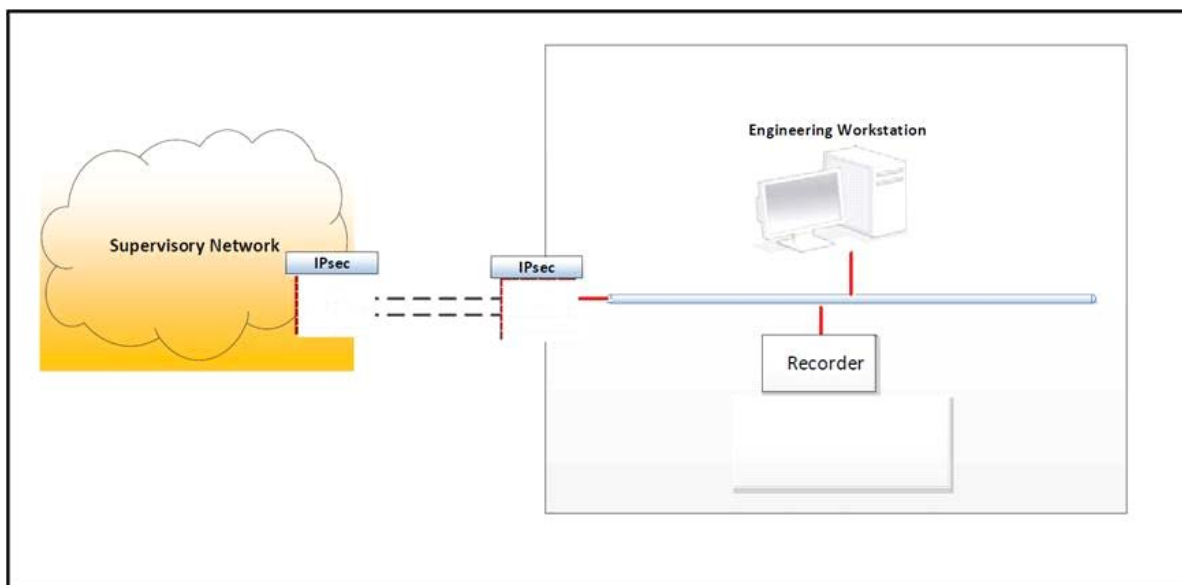 Engineering Workstation
Supervisory Network
IPsec
IPsec
Recorder